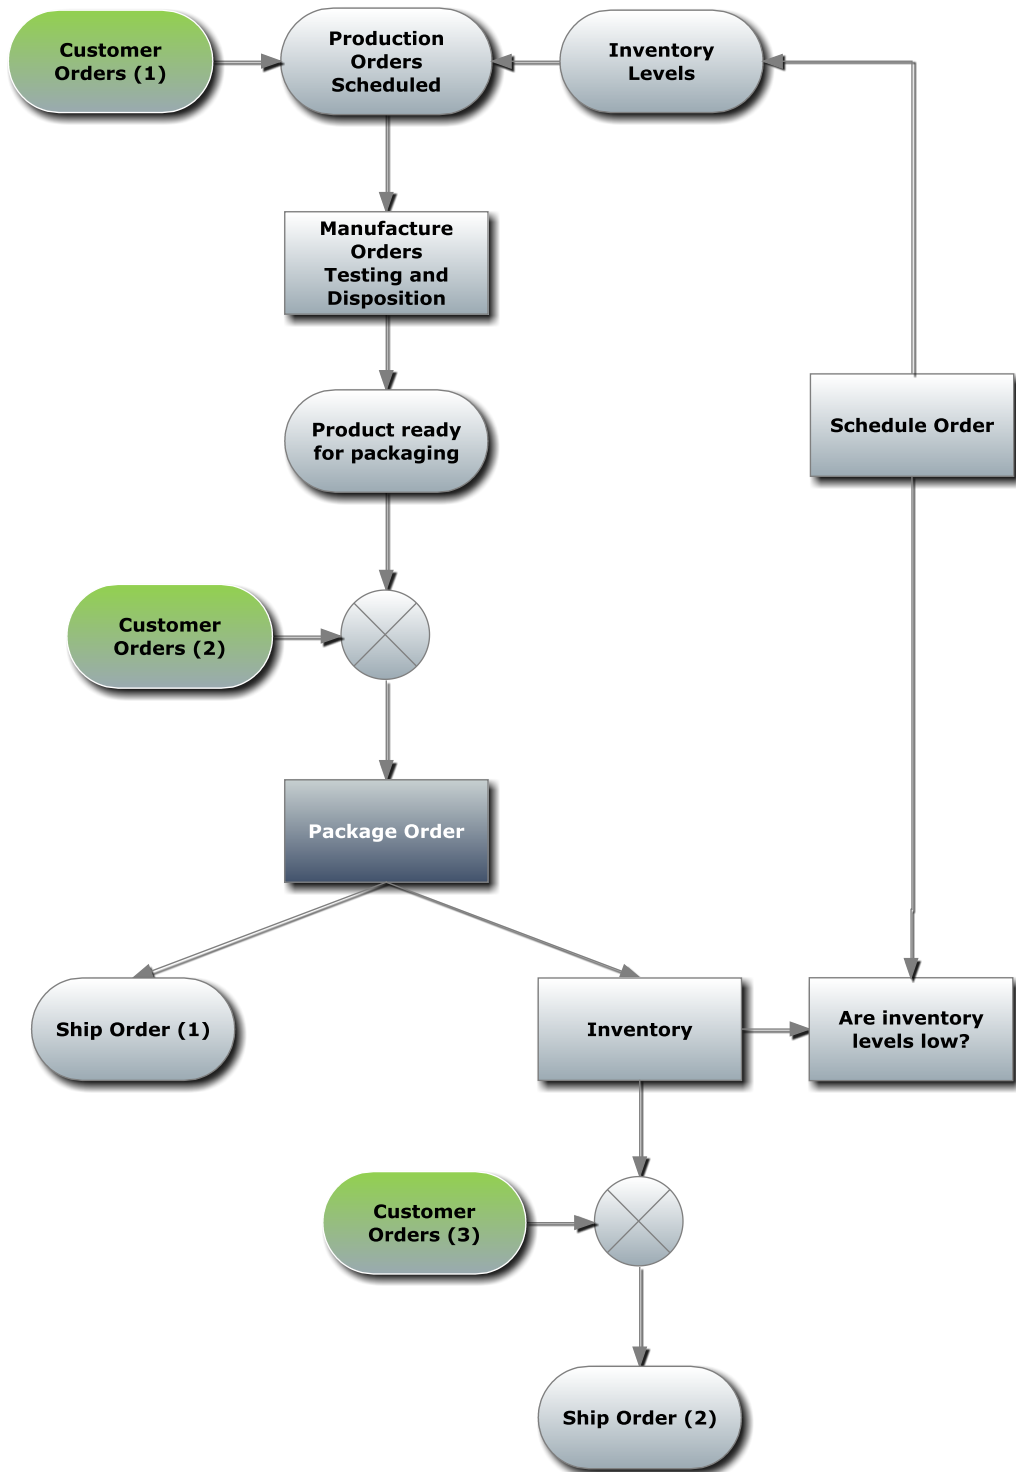 Customer
Orders (1)
Production
Orders
Scheduled
Inventory
Levels
Manufacture
Orders
Testing and
Disposition
Product ready
for packaging
Schedule Order
Customer
Orders (2)
Package Order
Ship Order (1)
Inventory
Are inventory
levels low?
Customer
Orders (3)
Ship Order (2)